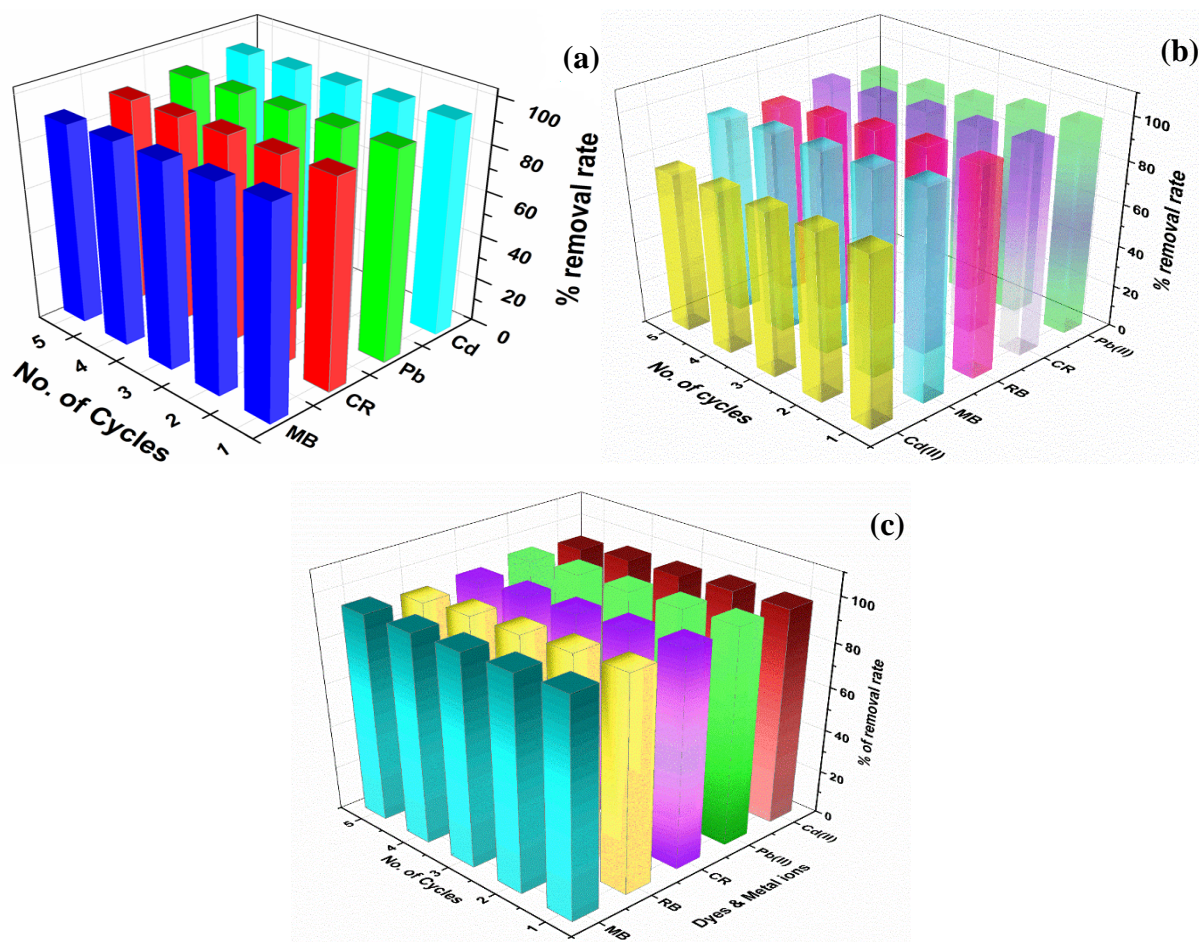 (a)
100
80
60
40
20
0
% removal rate
5
4
3
2
1
No. of Cycles
MB
CR
Pb
Cd
(b)
100
80
60
40
20
0
% removal rate
5
4
3
2
1
No. of cycles
Cd(II)
MB
RB
CR
Pb(II)
(c)
100
80
60
40
20
0
% of removal rate
5
4
3
2
1
No. of Cycles
MB
RB
CR
Pb(II)
Cd(II)
Dyes & Metal ions